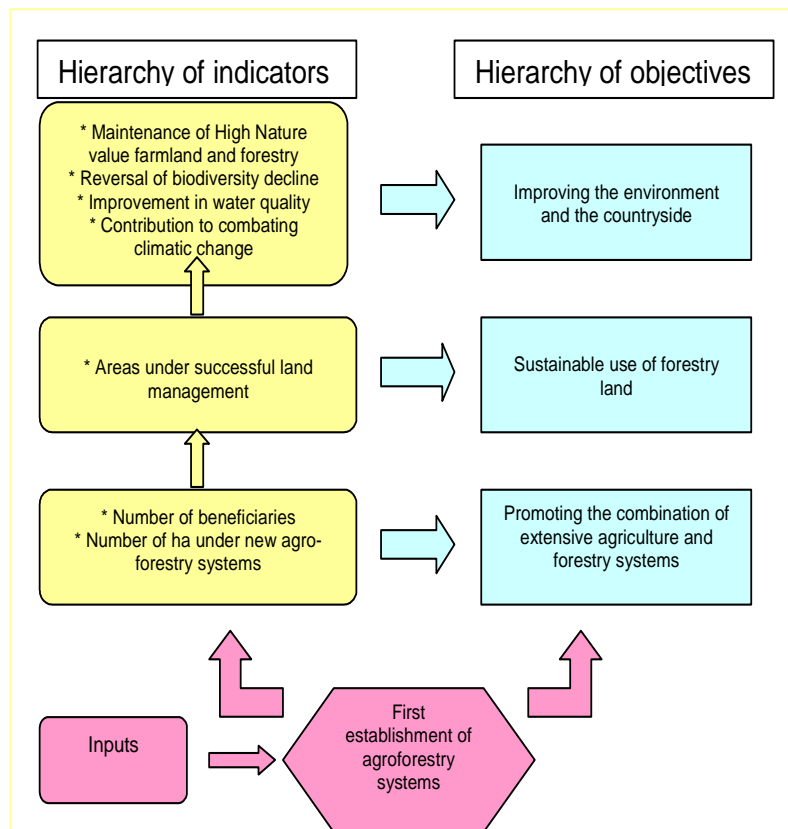 Hierarchy of indicators
Hierarchy of objectives
* Maintenance of High Nature
value farmland and forestry
* Reversal of biodiversity decline
* Improvement in water quality
* Contribution to combating
climatic change
Improving the environment
and the countryside
* Areas under successful land
management
Sustainable use of forestry
land
* Number of beneficiaries
* Number of ha under new agro-
forestry systems
Promoting the combination of
extensive agriculture and
forestry systems
Inputs
First
establishment of
agroforestry
systems